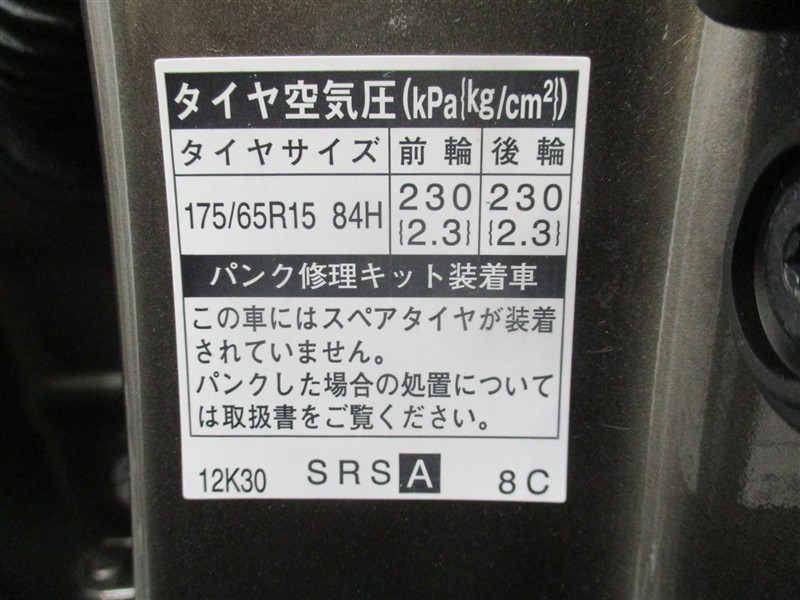 タイヤ空気圧(kPa{kg/cm²})
タイヤサイズ 前輪 後輪
175/65R15 84H 230 {2.3} 230 {2.3}
パンク修理キット装着車
この車にはスペアタイヤが装着
されていません。
パンクした場合の処置について
は取扱書をご覧ください。
12K30 SRS A 8C